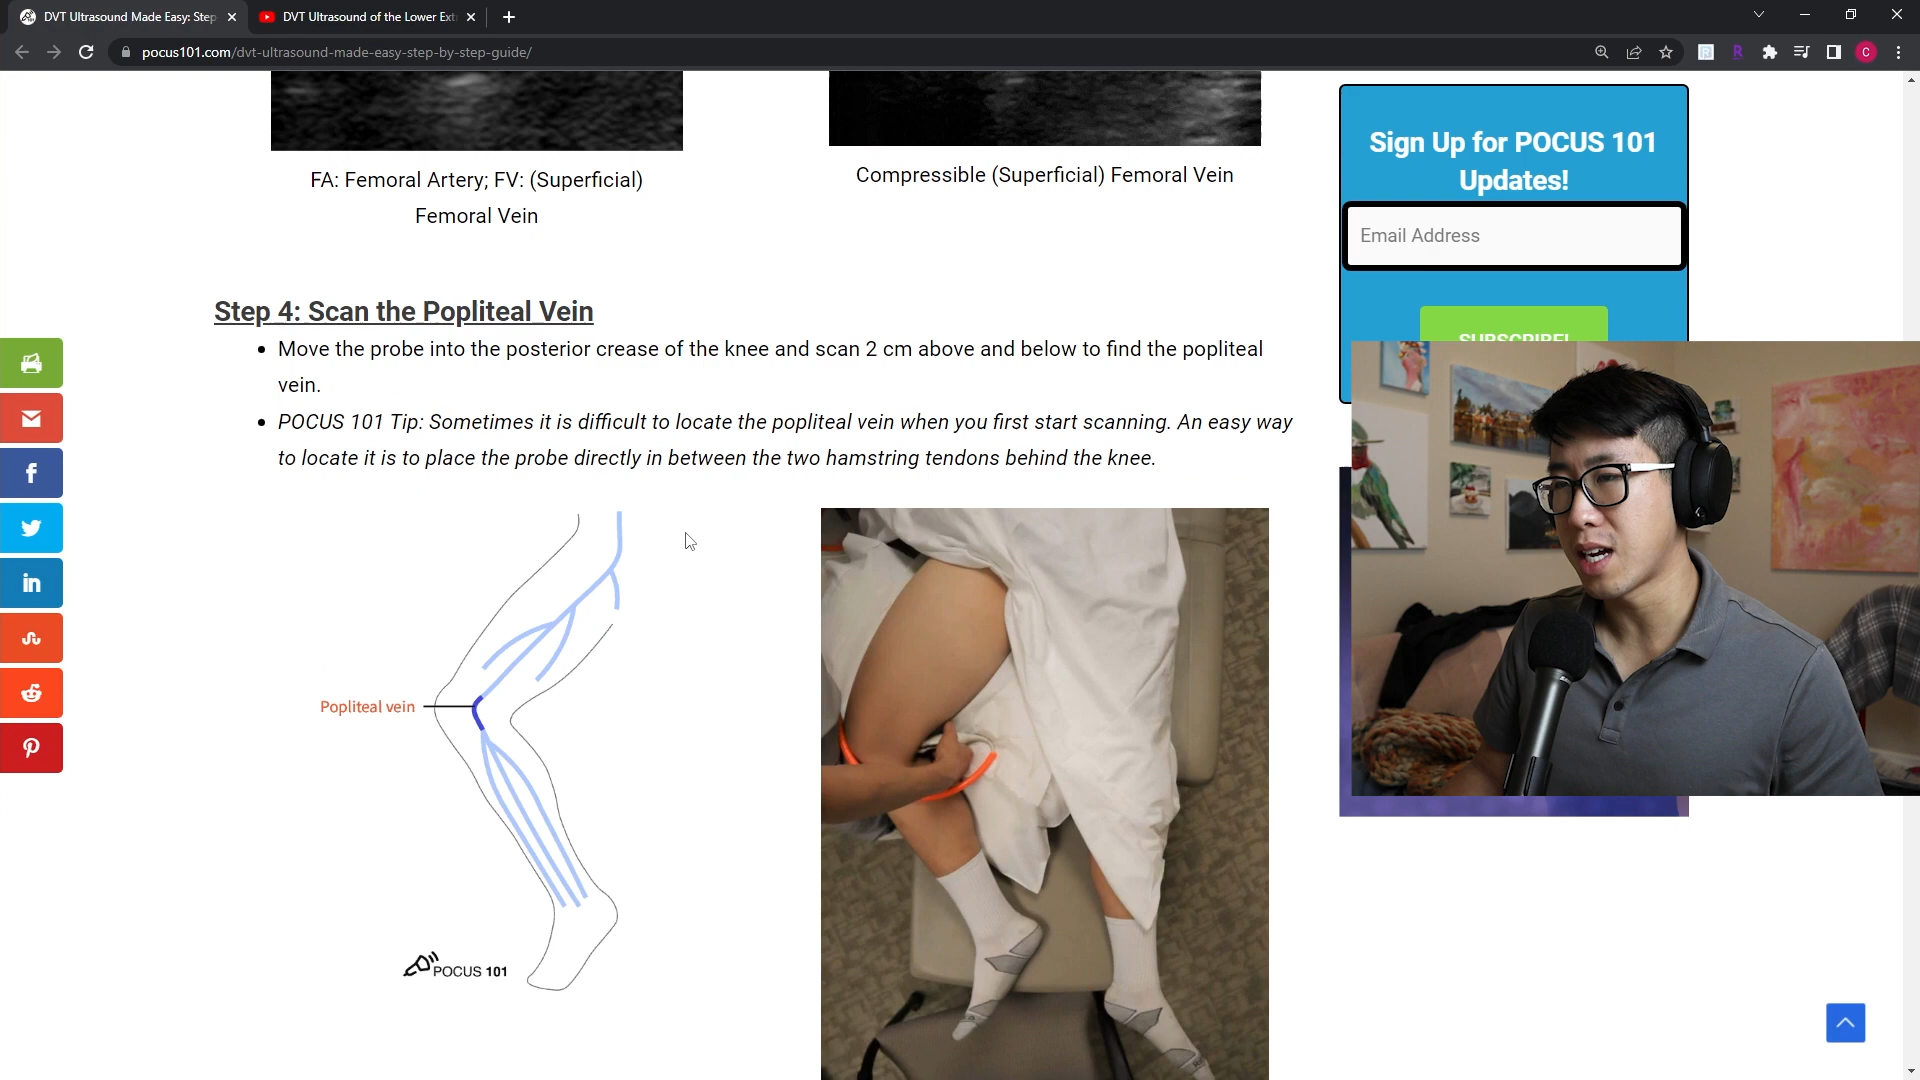 DVT Ultrasound Made Easy: Step
DVT Ultrasound of the Lower Ext
pocus101.com/dvt-ultrasound-made-easy-step-by-step-guide/
C
FA: Femoral Artery; FV: (Superficial)
Femoral Vein
Compressible (Superficial) Femoral Vein
Sign Up for POCUS 101
Updates!
Email Address
SUBSCRIBE!
Step 4: Scan the Popliteal Vein
Move the probe into the posterior crease of the knee and scan 2 cm above and below to find the popliteal
vein.
POCUS 101 Tip: Sometimes it is difficult to locate the popliteal vein when you first start scanning. An easy way
to locate it is to place the probe directly in between the two hamstring tendons behind the knee.
Popliteal vein
POCUS 101